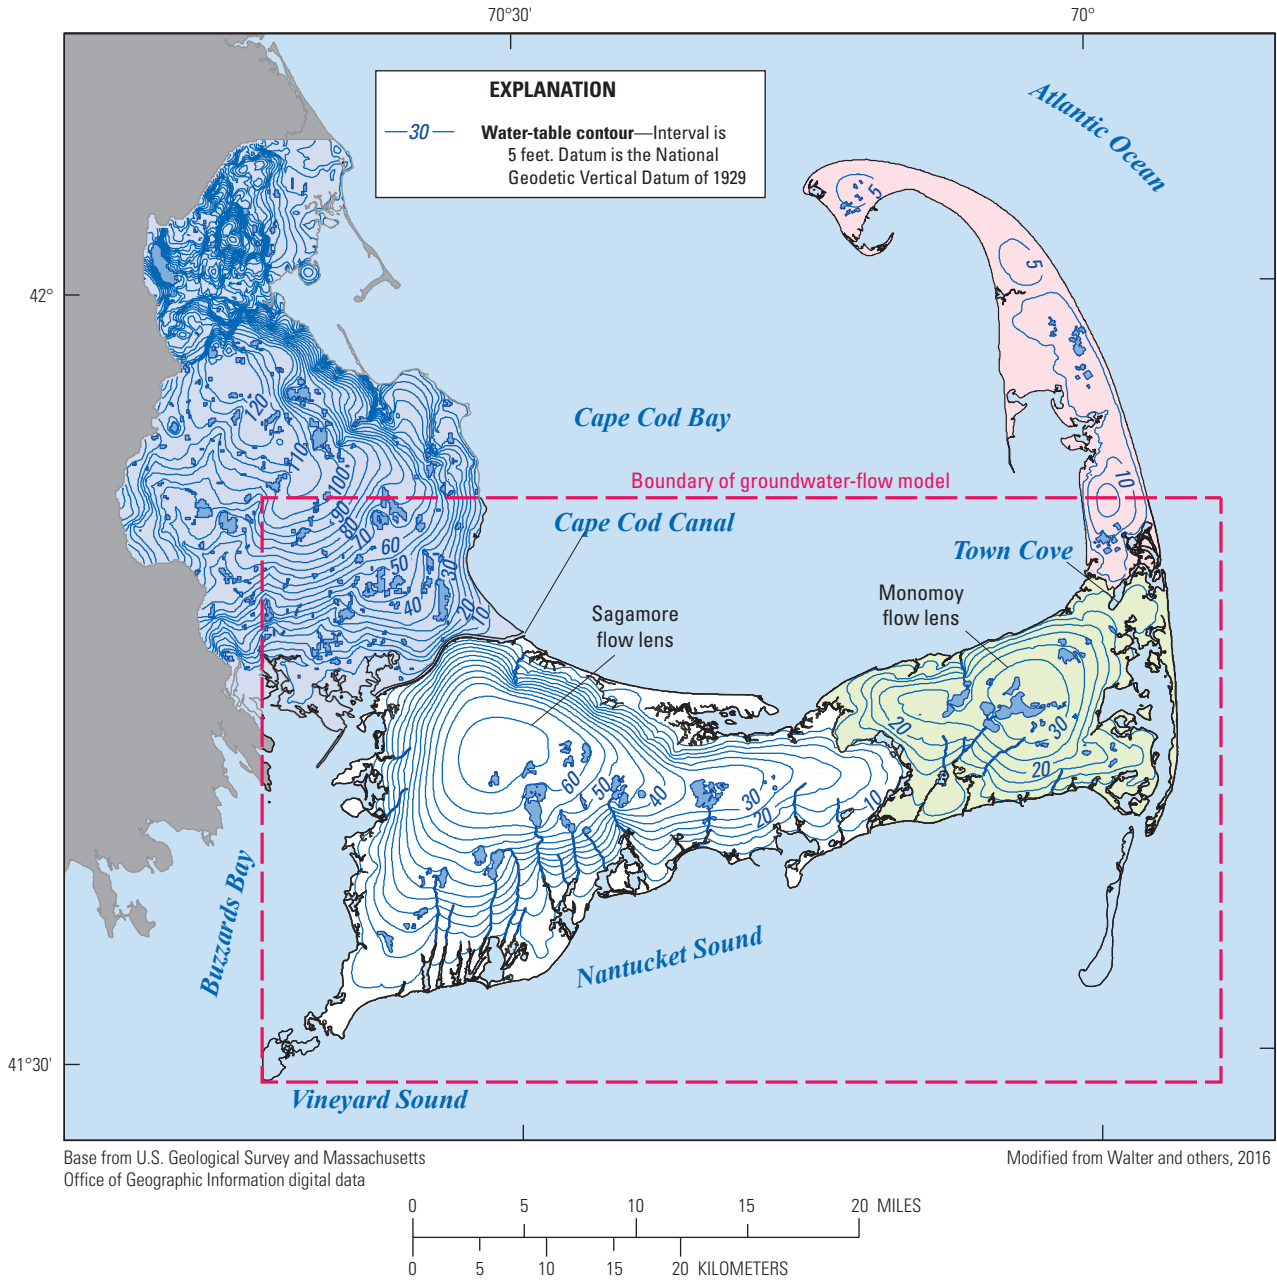 70°30'
70°
EXPLANATION
30
Water-table contour—Interval is
5 feet. Datum is the National
Geodetic Vertical Datum of 1929
Atlantic Ocean
5
5
42°
120
110
100
90
80
70
60
50
40
30
20
10
Cape Cod Bay
Boundary of groundwater-flow model
10
Cape Cod Canal
Town Cove
Monomoy
flow lens
Sagamore
flow lens
20
30
20
60
50
40
30
20
10
Buzzards Bay
Nantucket Sound
41°30'
Vineyard Sound
Base from U.S. Geological Survey and Massachusetts
Office of Geographic Information digital data
Modified from Walter and others, 2016
0 5 10 15 20 MILES
0 5 10 15 20 KILOMETERS